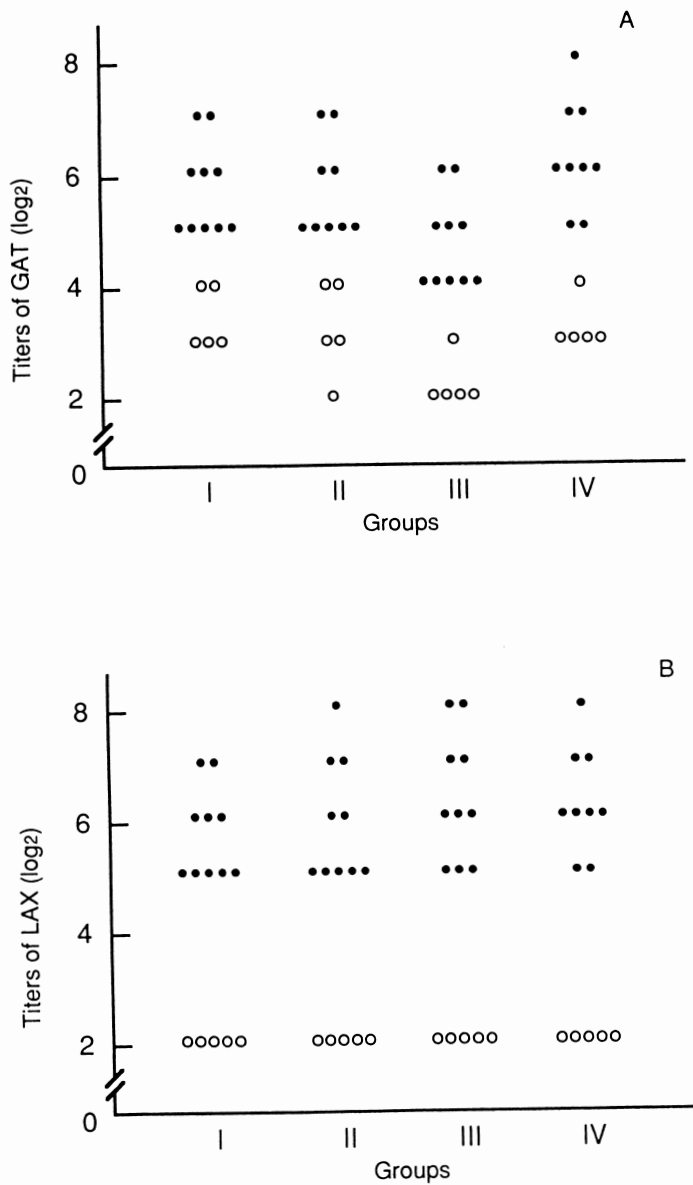 A
8
6
4
2
0
Titers of GAT (log2)
I II III IV
Groups
B
8
6
4
2
0
Titers of LAX (log2)
I II III IV
Groups